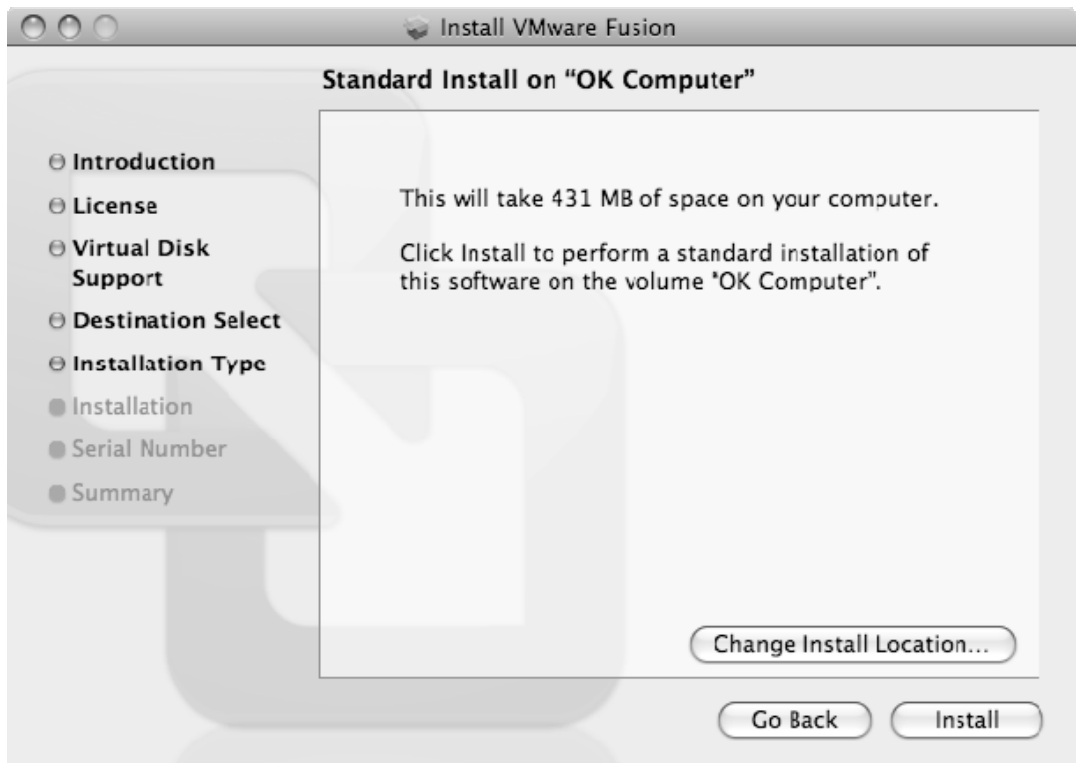 Install VMware Fusion
Standard Install on “OK Computer”
Introduction
License
Virtual Disk
Support
Destination Select
Installation Type
Installation
Serial Number
Summary
This will take 431 MB of space on your computer.
Click Install to perform a standard installation of
this software on the volume "OK Computer".
Change Install Location...
Go Back
Install